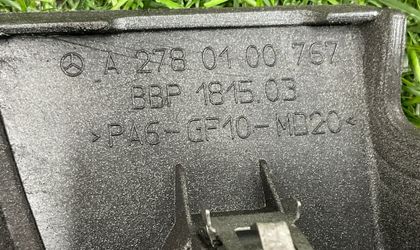 A 278 01 00 767
BBP 1815.03
>PA6-GF10-MD20<